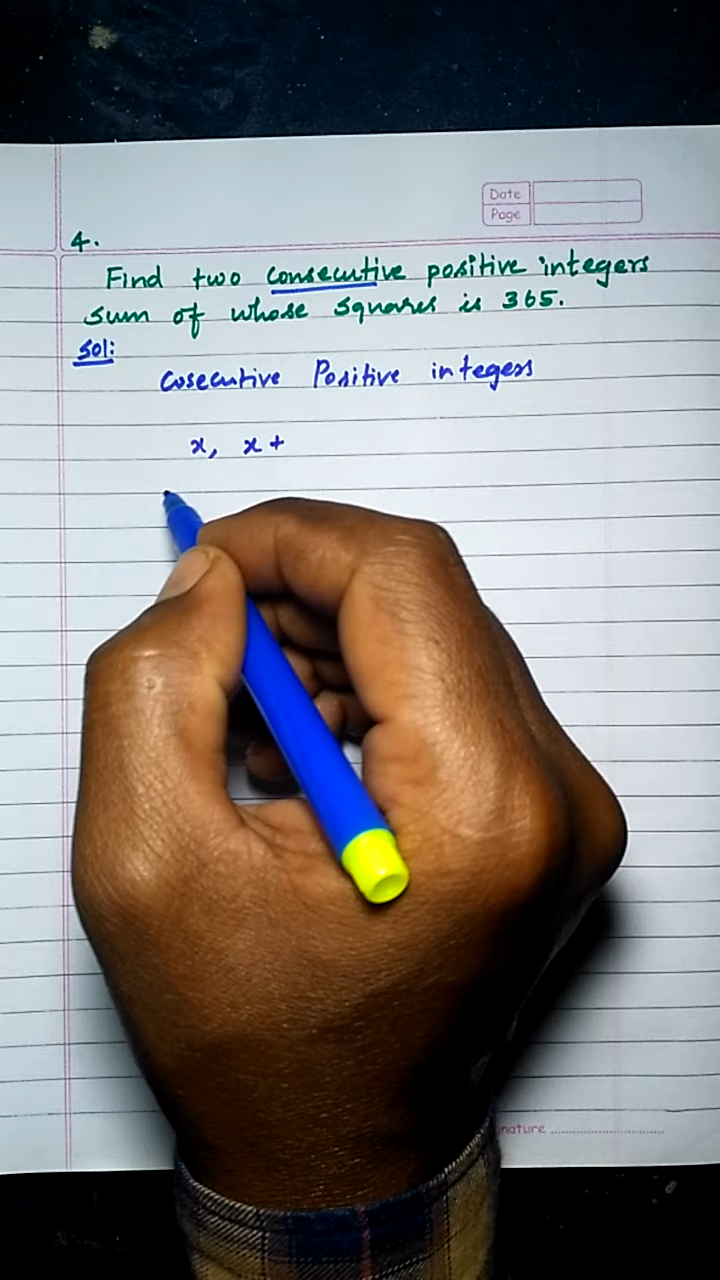 Date
Page
4.
Find two consecutive positive integers
sum of whose squares is 365.
Sol:
Cosecutive Positive integers
x, x +
nature